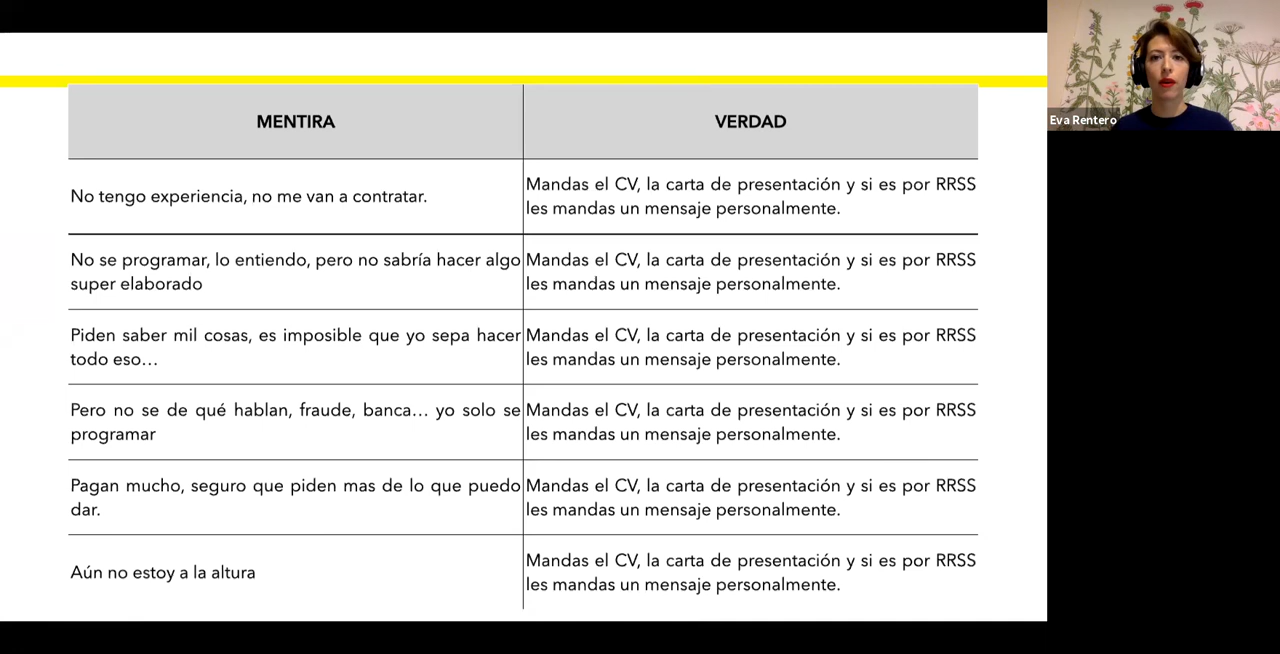 MENTIRA
VERDAD
No tengo experiencia, no me van a contratar.
Mandas el CV, la carta de presentación y si es por RRSS
les mandas un mensaje personalmente.
No se programar, lo entiendo, pero no sabría hacer algo
super elaborado
Mandas el CV, la carta de presentación y si es por RRSS
les mandas un mensaje personalmente.
Piden saber mil cosas, es imposible que yo sepa hacer
todo eso…
Mandas el CV, la carta de presentación y si es por RRSS
les mandas un mensaje personalmente.
Pero no se de qué hablan, fraude, banca… yo solo se
programar
Mandas el CV, la carta de presentación y si es por RRSS
les mandas un mensaje personalmente.
Pagan mucho, seguro que piden mas de lo que puedo
dar.
Mandas el CV, la carta de presentación y si es por RRSS
les mandas un mensaje personalmente.
Aún no estoy a la altura
Mandas el CV, la carta de presentación y si es por RRSS
les mandas un mensaje personalmente.
Eva Rentero